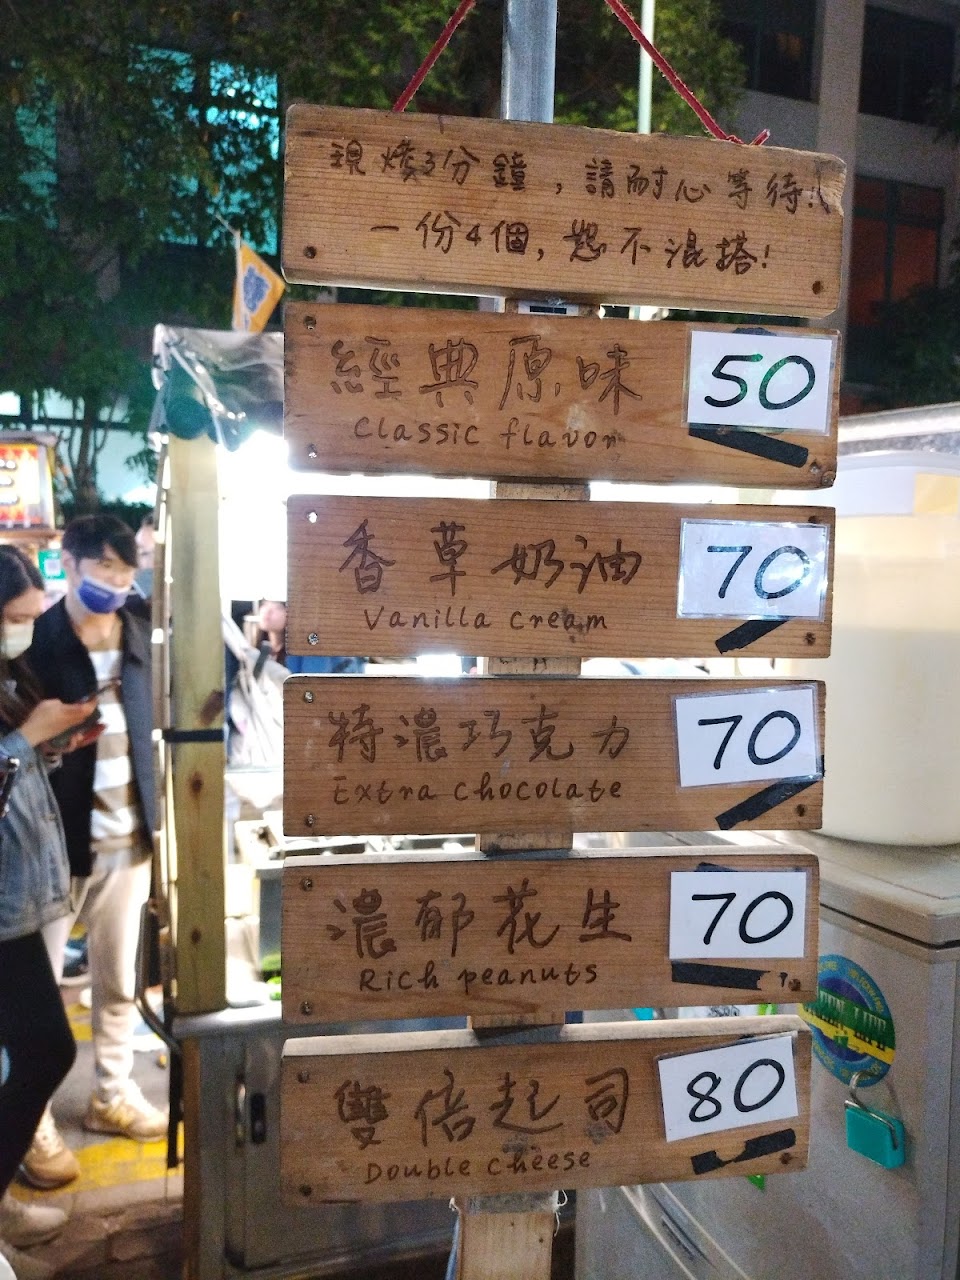 現烤3分鐘，請耐心等待!
一份4個，恕不混搭!
經典原味 50
Classic flavor
香草奶油 70
Vanilla cream
特濃巧克力 70
Extra chocolate
濃郁花生 70
Rich peanuts
雙倍起司 80
Double cheese